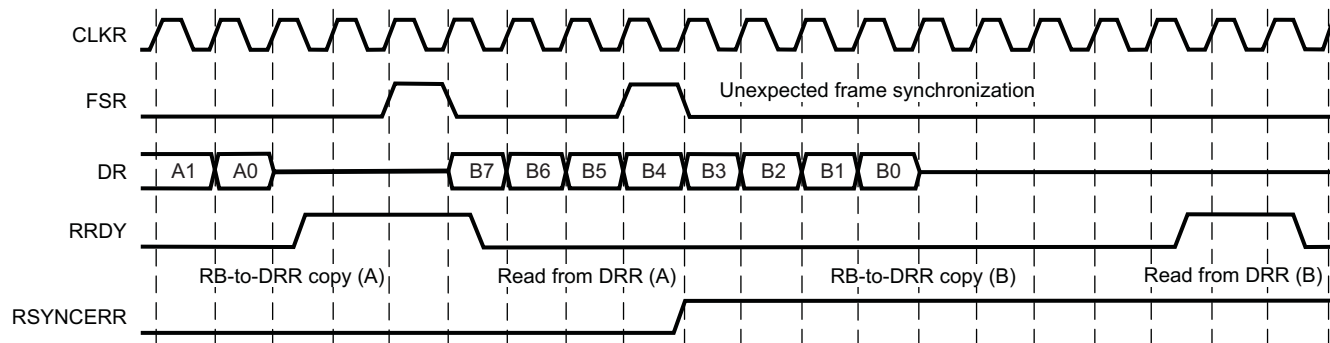 CLKR
FSR
Unexpected frame synchronization
DR
A1 A0 B7 B6 B5 B4 B3 B2 B1 B0
RRDY
RB-to-DRR copy (A) Read from DRR (A) RB-to-DRR copy (B) Read from DRR (B)
RSYNCERR